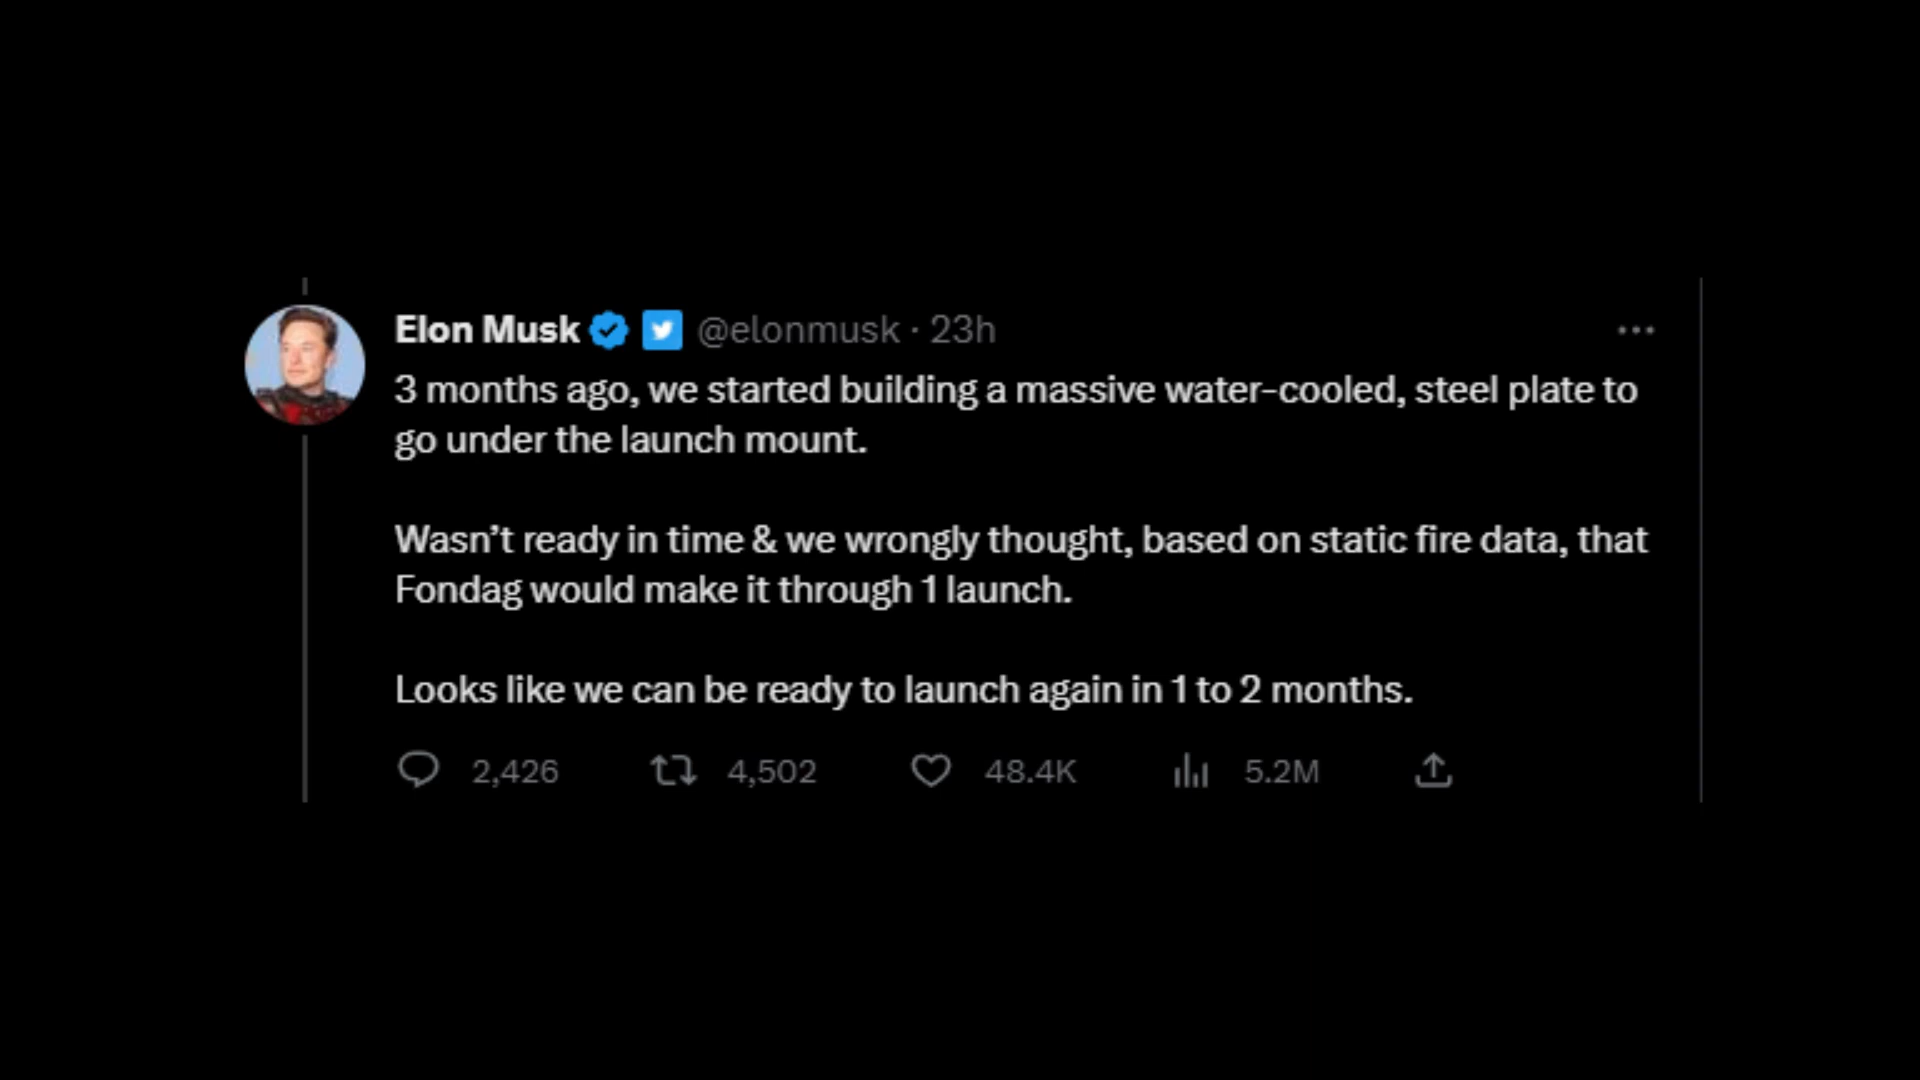 Elon Musk @elonmusk · 23h
3 months ago, we started building a massive water-cooled, steel plate to
go under the launch mount.
Wasn’t ready in time & we wrongly thought, based on static fire data, that
Fondag would make it through 1 launch.
Looks like we can be ready to launch again in 1 to 2 months.
2,426 4,502 48.4K 5.2M